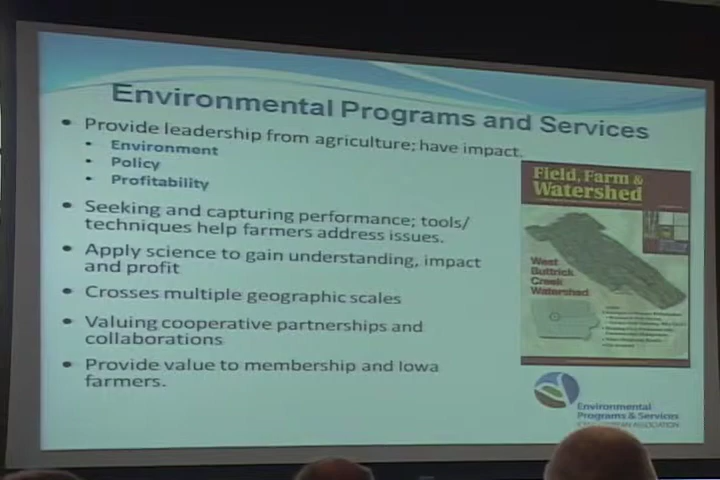 Environmental Programs and Services
• Provide leadership from agriculture; have impact.
• Environment
• Policy
• Profitability
• Seeking and capturing performance; tools/
techniques help farmers address issues.
• Apply science to gain understanding, impact
and profit
• Crosses multiple geographic scales
• Valuing cooperative partnerships and
collaborations
• Provide value to membership and Iowa
farmers.
Field, Farm &
Watershed
West
Buttrick
Creek
Watershed
Environmental
Programs & Services
ASSOCIATION